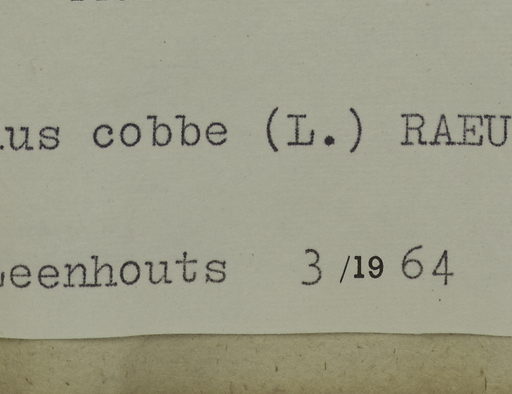 us cobbe (L.) RAEU
eenhouts 3 /19 64